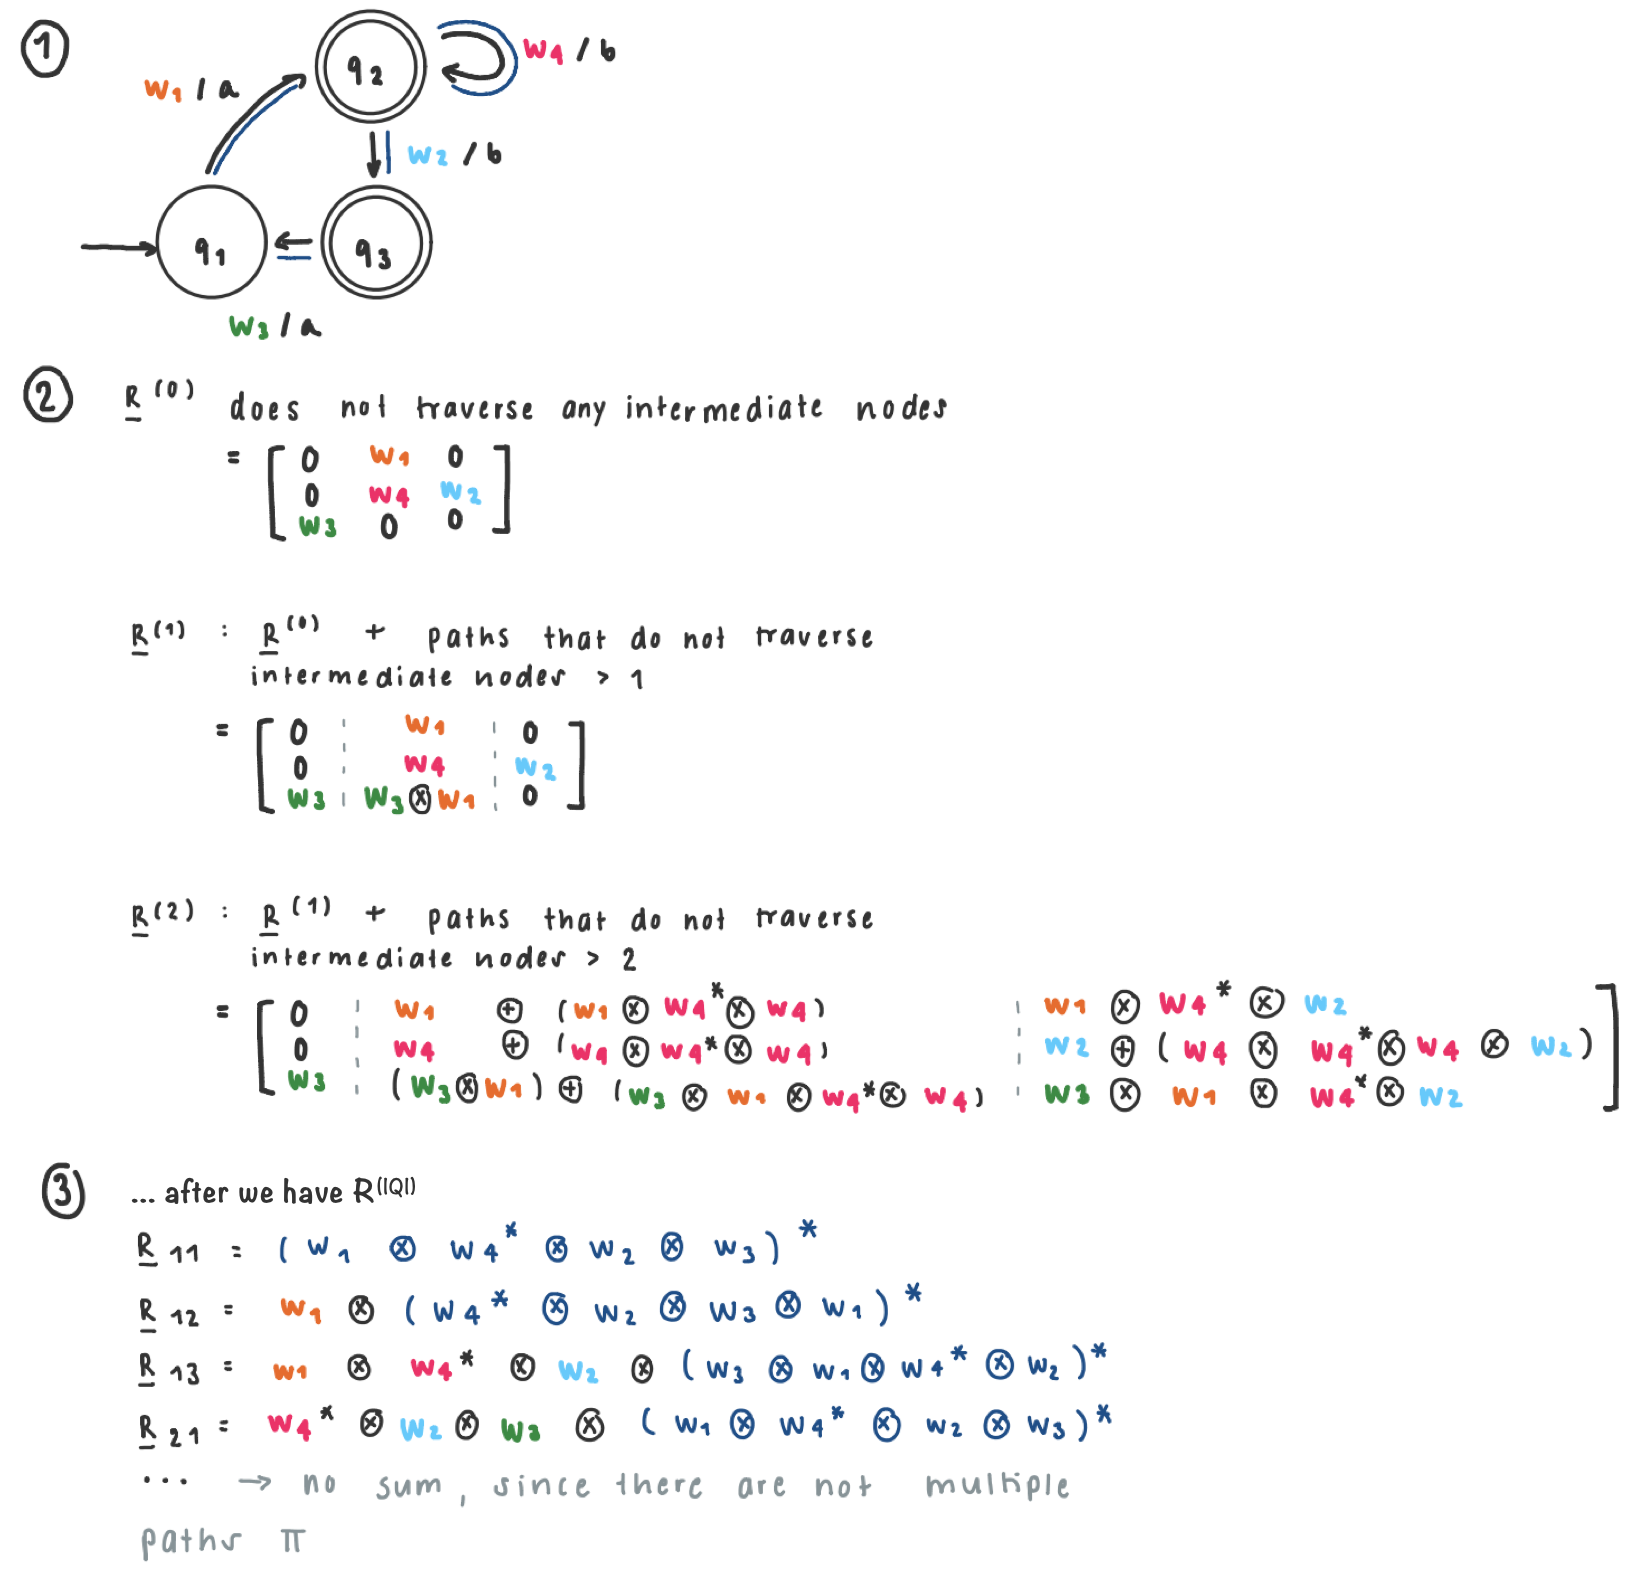 ① q₂ w₄ / b
w₁ / a
w₂ / b
q₁ q₃
w₃ / a
② R⁽⁰⁾ does not traverse any intermediate nodes
= [ 0 w₁ 0
0 w₄ w₂
w₃ 0 0 ]
R⁽¹⁾ : R⁽⁰⁾ + paths that do not traverse
intermediate nodes > 1
= [ 0 w₁ 0
0 w₄ w₂
w₃ w₃ ⊗ w₁ 0 ]
R⁽²⁾ : R⁽¹⁾ + paths that do not traverse
intermediate nodes > 2
= [ 0 w₁ ⊕ (w₁ ⊗ w₄* ⊗ w₄) w₁ ⊗ w₄* ⊗ w₂
0 w₄ ⊕ (w₄ ⊗ w₄* ⊗ w₄) w₂ ⊕ (w₄ ⊗ w₄* ⊗ w₄ ⊗ w₂)
w₃ (w₃ ⊗ w₁) ⊕ (w₃ ⊗ w₁ ⊗ w₄* ⊗ w₄) w₃ ⊗ w₁ ⊗ w₄* ⊗ w₂ ]
③ ... after we have R⁽|Q|⁾
R₁₁ = (w₁ ⊗ w₄* ⊗ w₂ ⊗ w₃)*
R₁₂ = w₁ ⊗ (w₄* ⊗ w₂ ⊗ w₃ ⊗ w₁)*
R₁₃ = w₁ ⊗ w₄* ⊗ w₂ ⊗ (w₃ ⊗ w₁ ⊗ w₄* ⊗ w₂)*
R₂₁ = w₄* ⊗ w₂ ⊗ w₃ ⊗ (w₁ ⊗ w₄* ⊗ w₂ ⊗ w₃)*
... → no sum, since there are not multiple
paths π